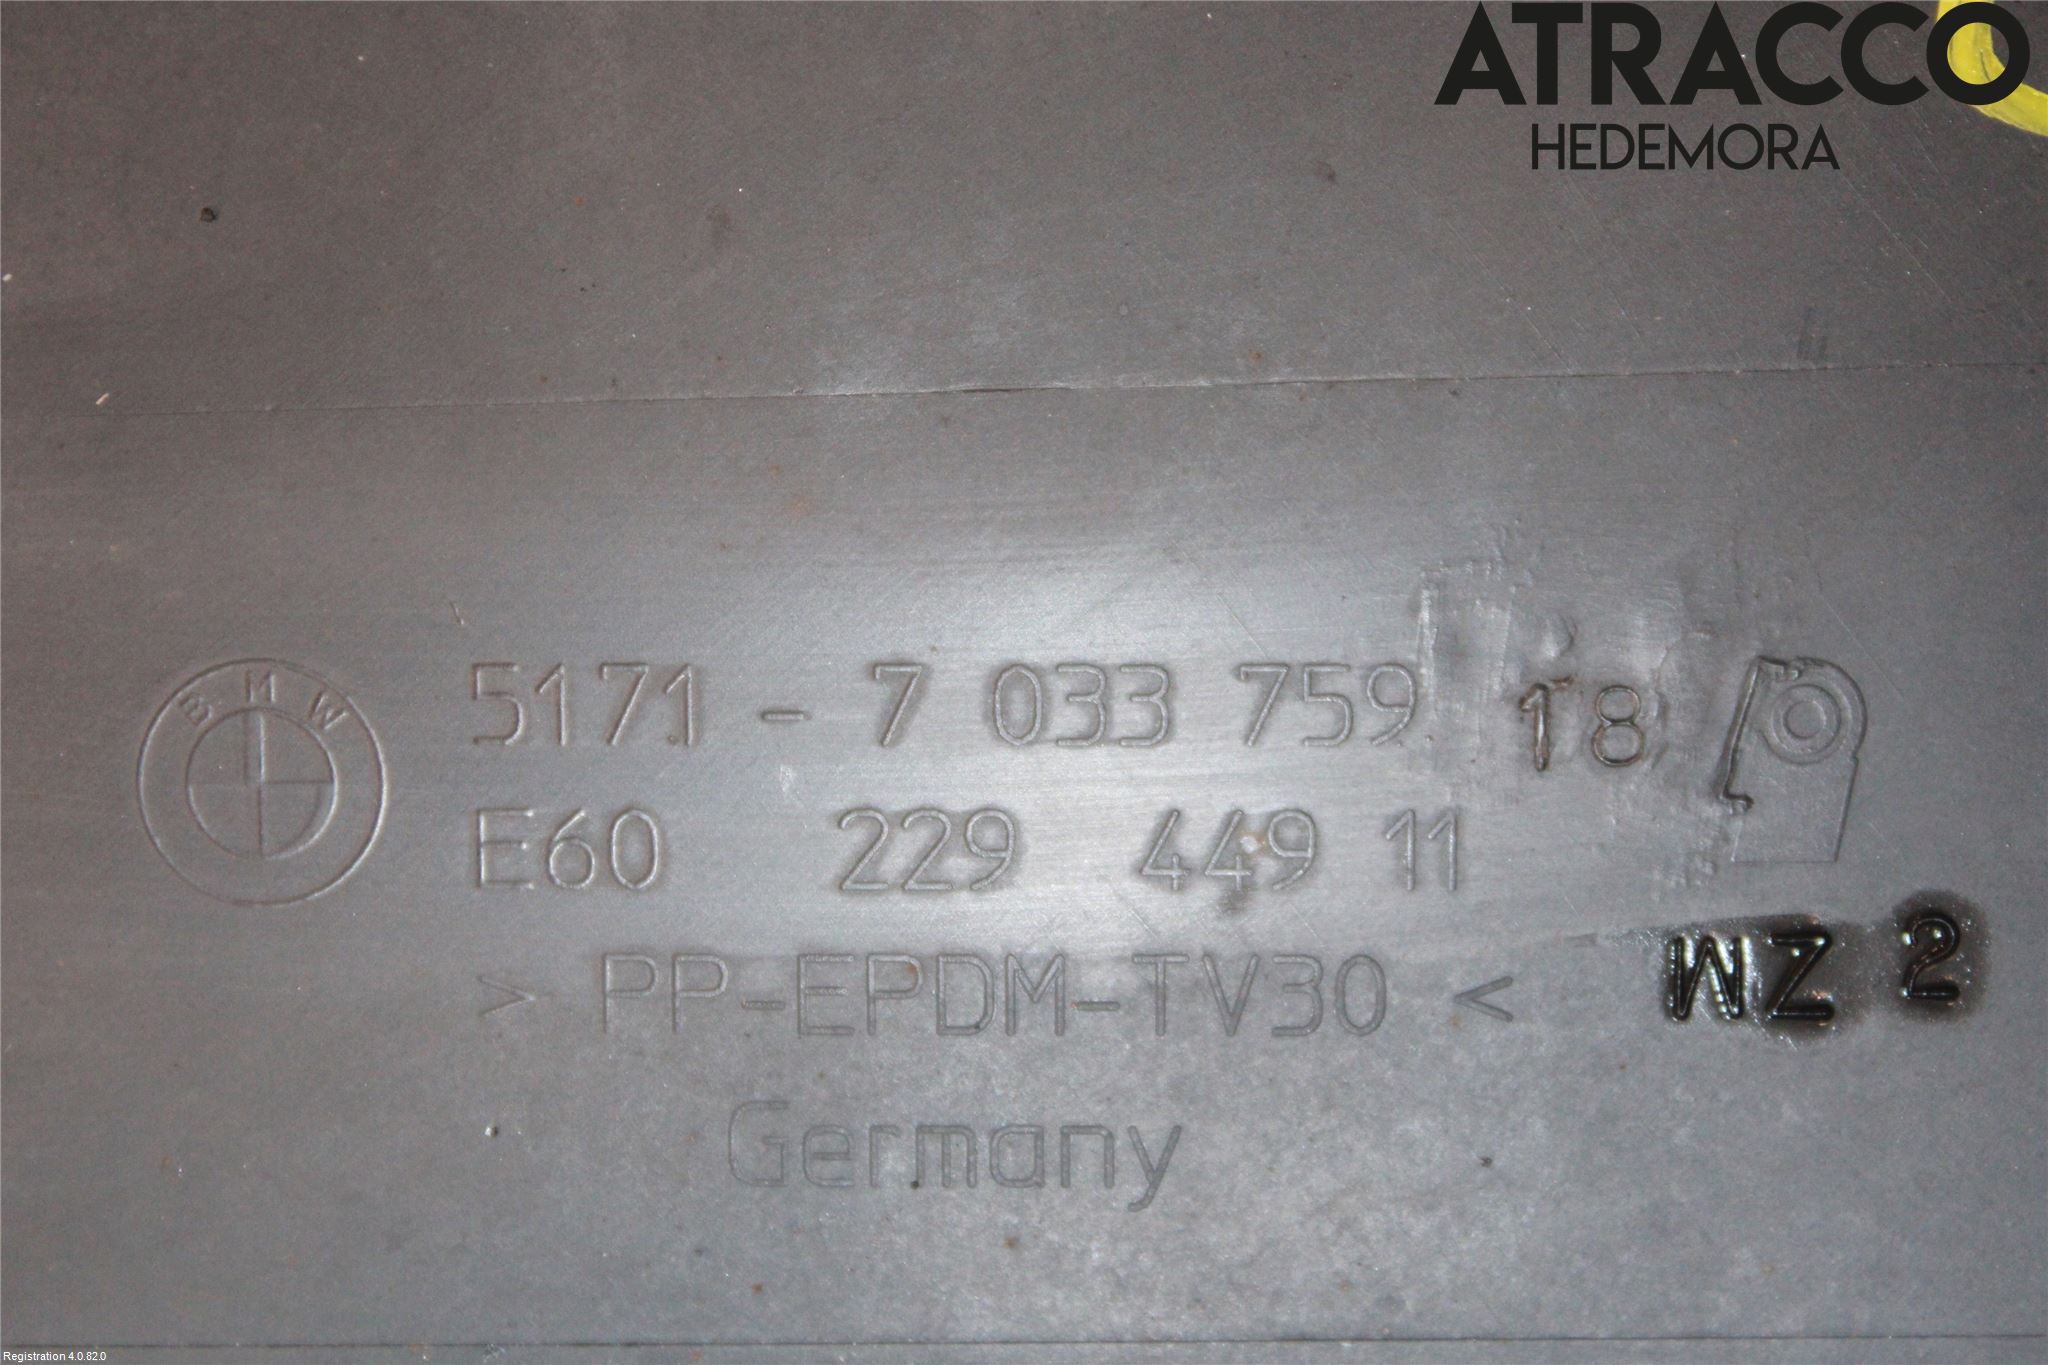 ATRACCO
HEDEMORA
BMW
5171 - 7 033 759 18
E60 229 449 11
> PP-EPDM-TV30 <
WZ 2
Germany
Registration 4.0.82.0